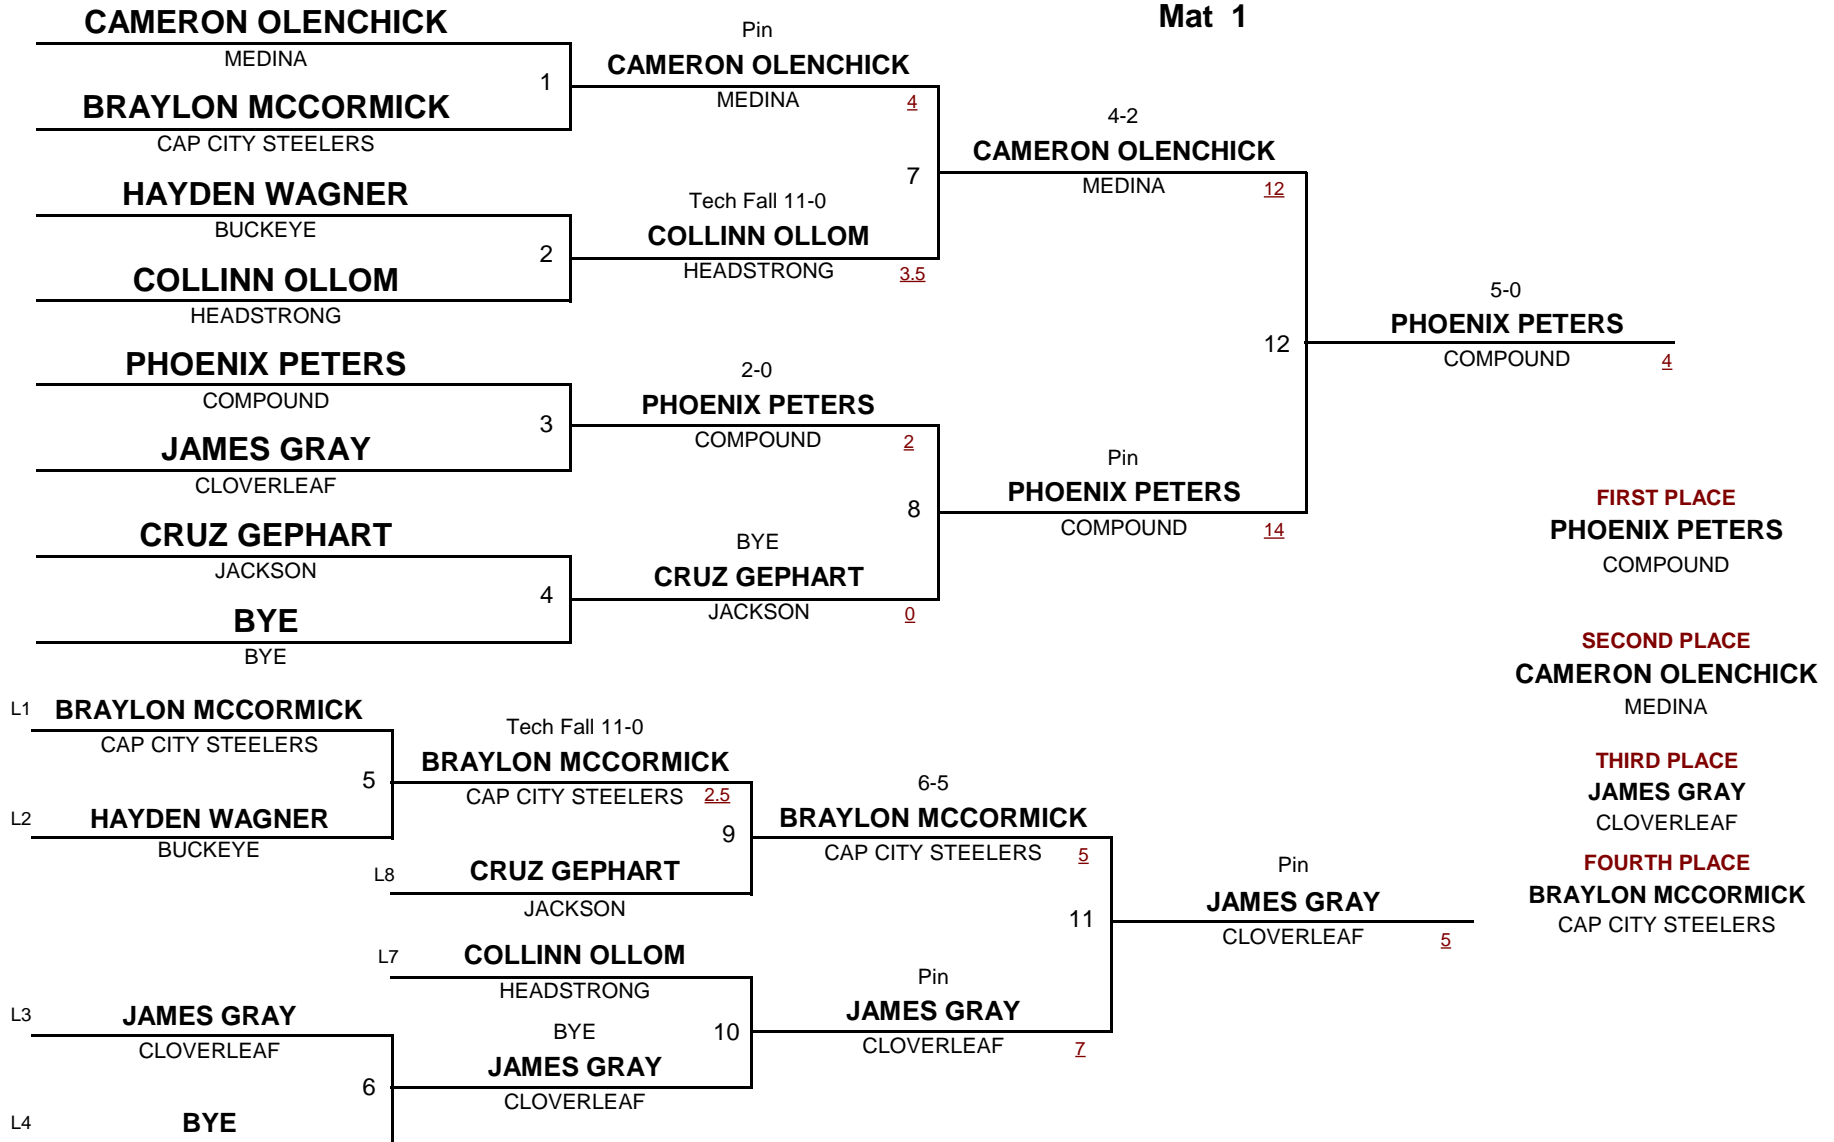 Mat 1
CAMERON OLENCHICK
MEDINA
1
BRAYLON MCCORMICK
CAP CITY STEELERS
HAYDEN WAGNER
BUCKEYE
2
COLLINN OLLOM
HEADSTRONG
PHOENIX PETERS
COMPOUND
3
JAMES GRAY
CLOVERLEAF
CRUZ GEPHART
JACKSON
4
BYE
BYE
Pin
CAMERON OLENCHICK
MEDINA 4
7
Tech Fall 11-0
COLLINN OLLOM
HEADSTRONG 3.5
2-0
PHOENIX PETERS
COMPOUND 2
8
BYE
CRUZ GEPHART
JACKSON 0
4-2
CAMERON OLENCHICK
MEDINA 12
12
Pin
PHOENIX PETERS
COMPOUND 14
5-0
PHOENIX PETERS
COMPOUND 4
L1 BRAYLON MCCORMICK
CAP CITY STEELERS
5
L2 HAYDEN WAGNER
BUCKEYE
L3 JAMES GRAY
CLOVERLEAF
6
L4 BYE
Tech Fall 11-0
BRAYLON MCCORMICK
CAP CITY STEELERS 2.5
9
L8 CRUZ GEPHART
JACKSON
L7 COLLINN OLLOM
HEADSTRONG
10
BYE
JAMES GRAY
CLOVERLEAF
6-5
BRAYLON MCCORMICK
CAP CITY STEELERS 5
11
Pin
JAMES GRAY
CLOVERLEAF 7
Pin
JAMES GRAY
CLOVERLEAF 5
FIRST PLACE
PHOENIX PETERS
COMPOUND
SECOND PLACE
CAMERON OLENCHICK
MEDINA
THIRD PLACE
JAMES GRAY
CLOVERLEAF
FOURTH PLACE
BRAYLON MCCORMICK
CAP CITY STEELERS